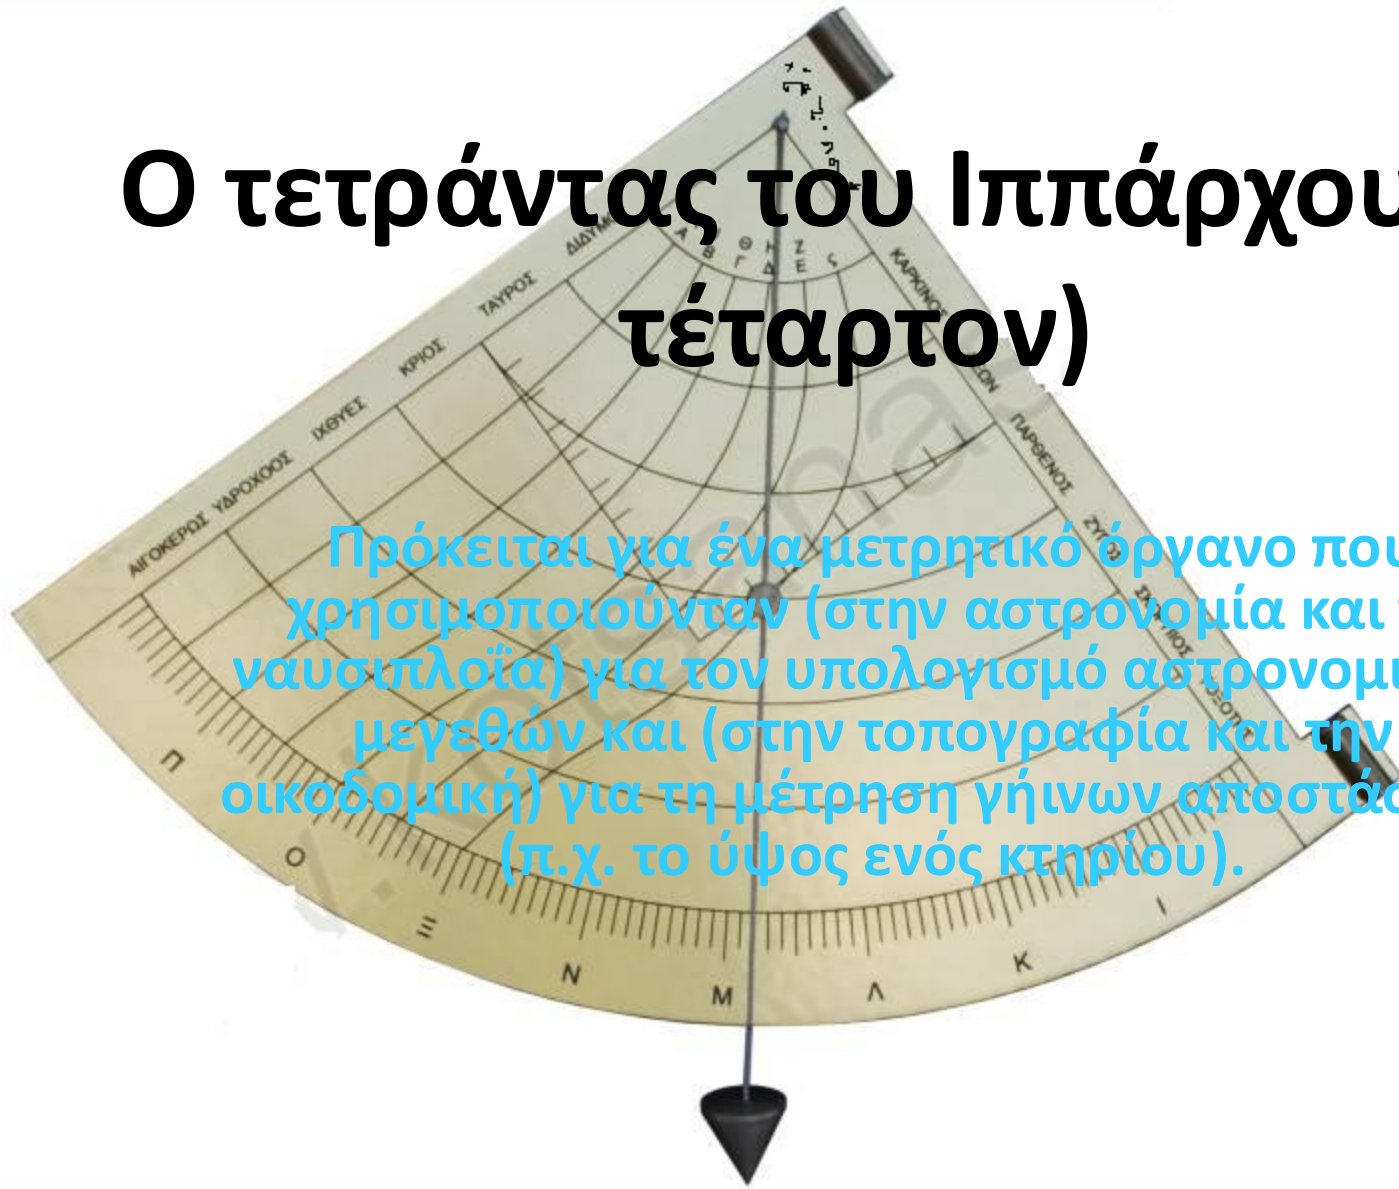 Ο τετράντας του Ιππάρχου
τέταρτον)
Πρόκειται για ένα μετρητικό όργανο που
χρησιμοποιούνταν (στην αστρονομία και
ναυσιπλοΐα) για τον υπολογισμό
μεγεθών και (στην τοπογραφία και την
οικοδομική) για τη μέτρηση γήινων
(π.χ. το ύψος ενός κτηρίου).
ΑΙΓΟΚΕΡΩΣ ΥΔΡΟΧΟΟΣ ΙΧΘΥΕΣ ΚΡΙΟΣ ΤΑΥΡΟΣ
ΚΑΡΚΙΝΟΣ
ΠΑΡΘΕΝΟΣ
ΖΥΓΟΣ
Θ Η Ζ
Α Β Γ Δ Ε ς
Π Ο Ξ Ν Μ Λ Κ Ι